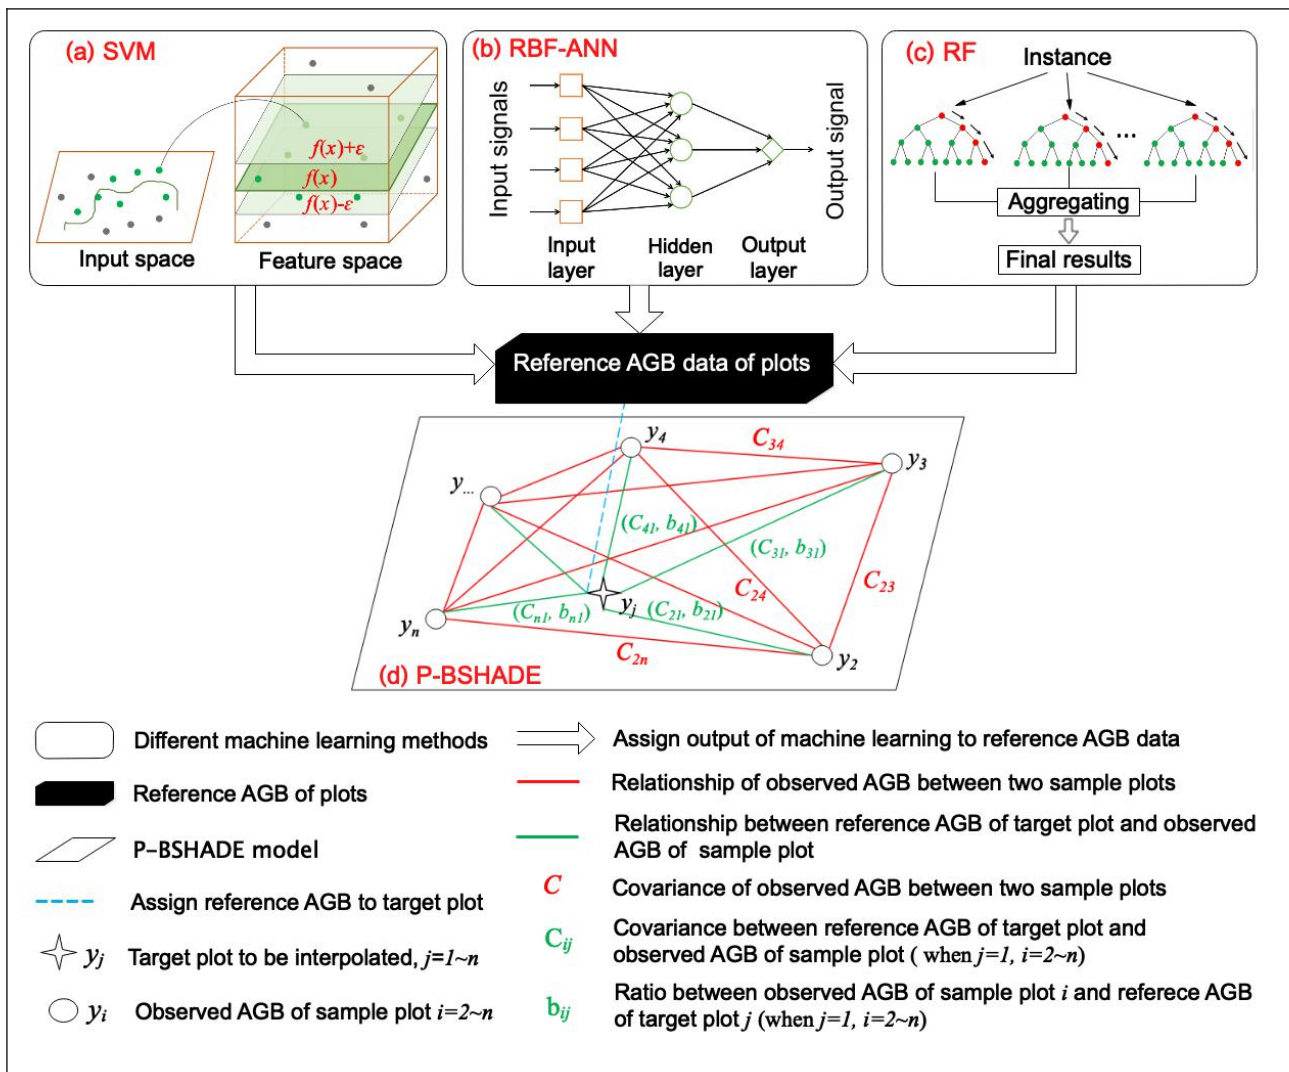 (a) SVM
f(x)+ε
f(x)
f(x)-ε
Input space
Feature space
(b) RBF-ANN
Input signals
Output signal
Input layer
Hidden layer
Output layer
(c) RF
Instance
...
Aggregating
Final results
Reference AGB data of plots
y4
C34
y3
y...
(C41, b41)
(C31, b31)
C24
C23
(Cn1, bn1)
yj
(C21, b21)
yn
C2n
y2
(d) P-BSHADE
Different machine learning methods
Reference AGB of plots
P-BSHADE model
Assign reference AGB to target plot
yj Target plot to be interpolated, j=1~n
yi Observed AGB of sample plot i=2~n
Assign output of machine learning to reference AGB data
Relationship of observed AGB between two sample plots
Relationship between reference AGB of target plot and observed
AGB of sample plot
C Covariance of observed AGB between two sample plots
Cij Covariance between reference AGB of target plot and
observed AGB of sample plot ( when j=1, i=2~n)
bij Ratio between observed AGB of sample plot i and referece AGB
of target plot j (when j=1, i=2~n)